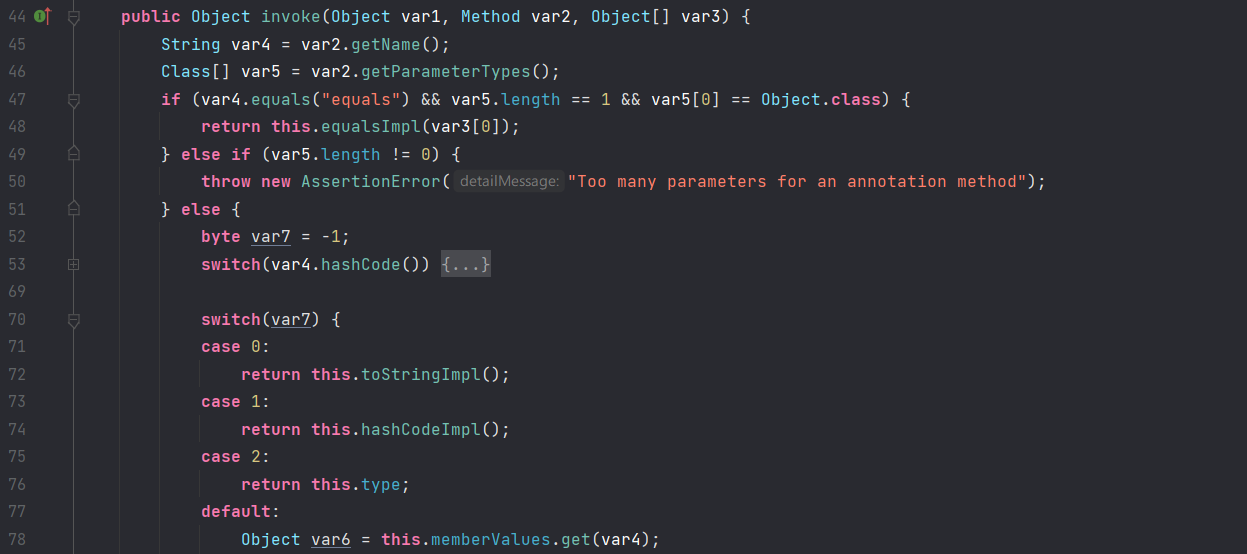 44 public Object invoke(Object var1, Method var2, Object[] var3) {
45 String var4 = var2.getName();
46 Class[] var5 = var2.getParameterTypes();
47 if (var4.equals("equals") && var5.length == 1 && var5[0] == Object.class) {
48 return this.equalsImpl(var3[0]);
49 } else if (var5.length != 0) {
50 throw new AssertionError( detailMessage: "Too many parameters for an annotation method");
51 } else {
52 byte var7 = -1;
53 switch(var4.hashCode()) {...}
69
70 switch(var7) {
71 case 0:
72 return this.toStringImpl();
73 case 1:
74 return this.hashCodeImpl();
75 case 2:
76 return this.type;
77 default:
78 Object var6 = this.memberValues.get(var4);